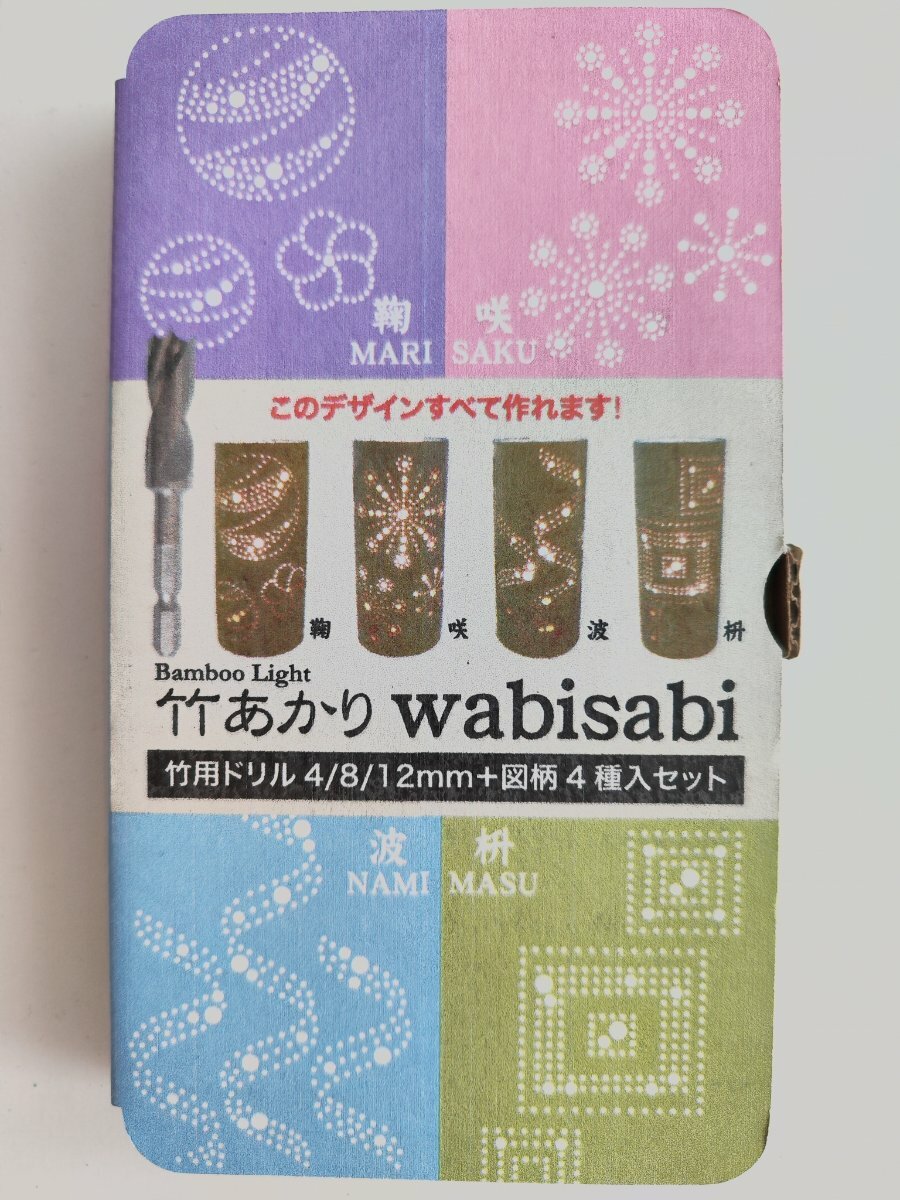 鞠 咲
MARI SAKU
このデザインすべて作れます!
鞠 咲 波 枡
Bamboo Light
竹あかり wabisabi
竹用ドリル 4/8/12mm+図柄 4 種入セット
波 枡
NAMI MASU